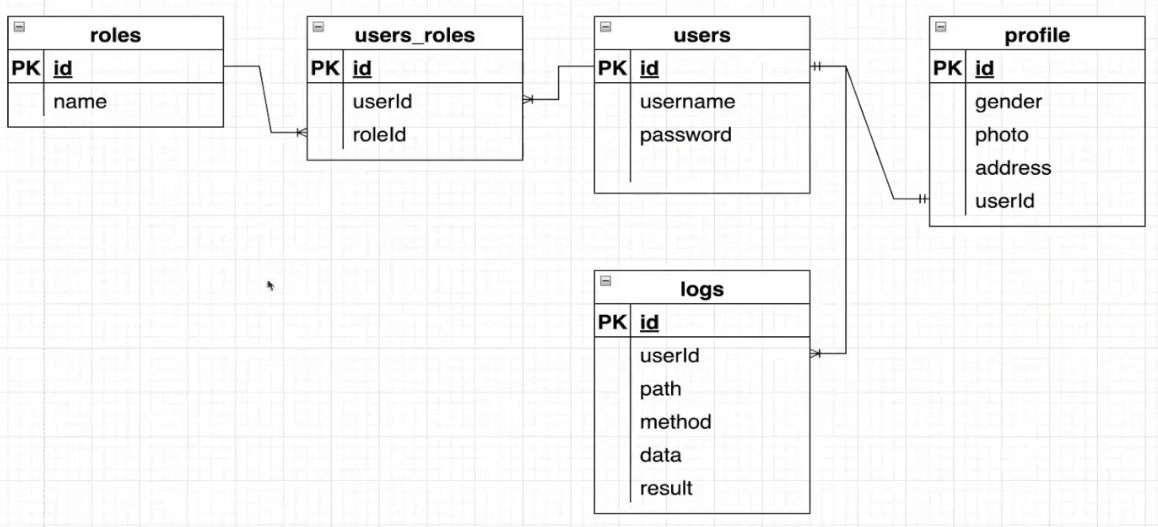 roles
PK id
name
users_roles
PK id
userId
roleId
users
PK id
username
password
profile
PK id
gender
photo
address
userId
logs
PK id
userId
path
method
data
result